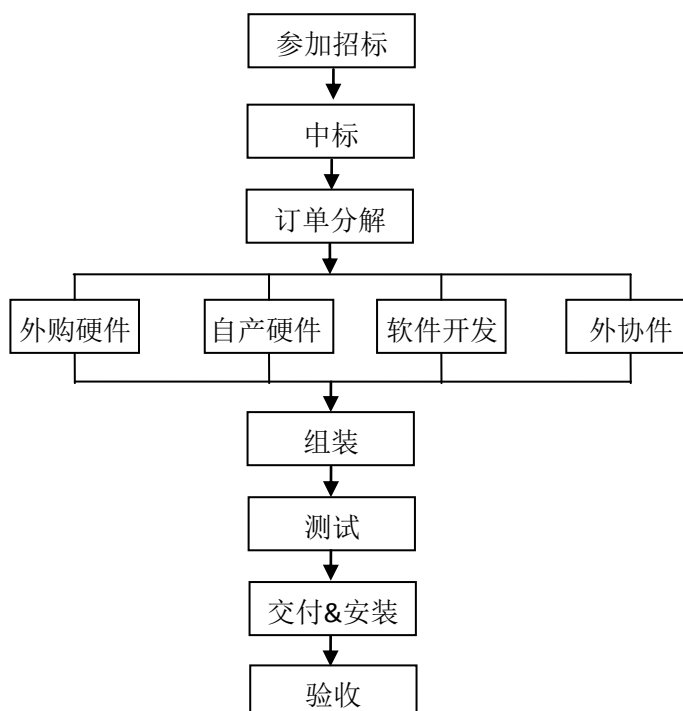 参加招标
中标
订单分解
外购硬件
自产硬件
软件开发
外协件
组装
测试
交付&安装
验收